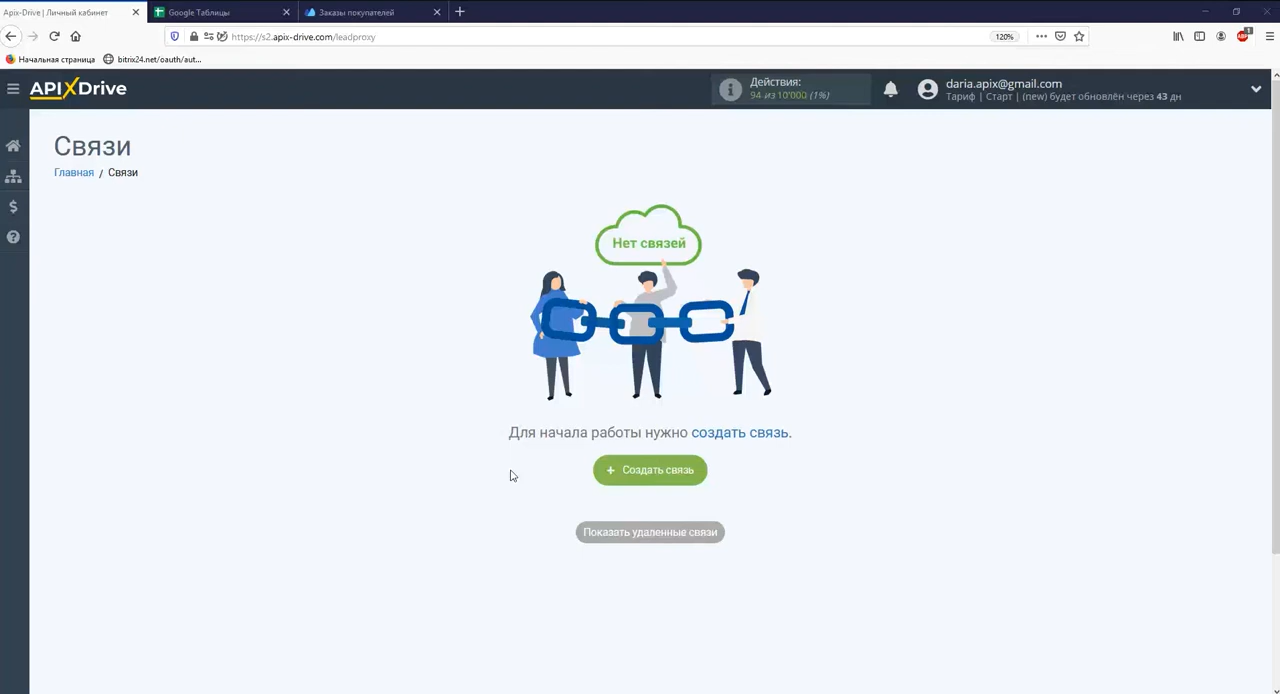 Apix-Drive | Личный кабинет
Google Таблицы
Заказы покупателей
https://s2.apix-drive.com/leadproxy
120%
Начальная страница
bitrix24.net/oauth/aut...
APIXDrive
Действия:
94 из 10'000 (1%)
daria.apix@gmail.com
Тариф | Старт | (new) будет обновлён через 43 дн
Связи
Главная / Связи
Нет связей
Для начала работы нужно создать связь.
+ Создать связь
Показать удаленные связи